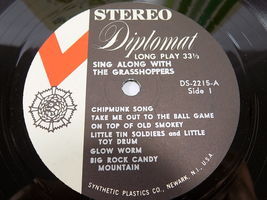 STEREO
Diplomat
LONG PLAY 33⅓
SING ALONG WITH
THE GRASSHOPPERS
DS-2215-A
Side 1
CHIPMUNK SONG
TAKE ME OUT TO THE BALL GAME
ON TOP OF OLD SMOKEY
LITTLE TIN SOLDIERS and LITTLE
TOY DRUM
GLOW WORM
BIG ROCK CANDY
MOUNTAIN
SYNTHETIC PLASTICS CO., NEWARK, N.J., U.S.A.